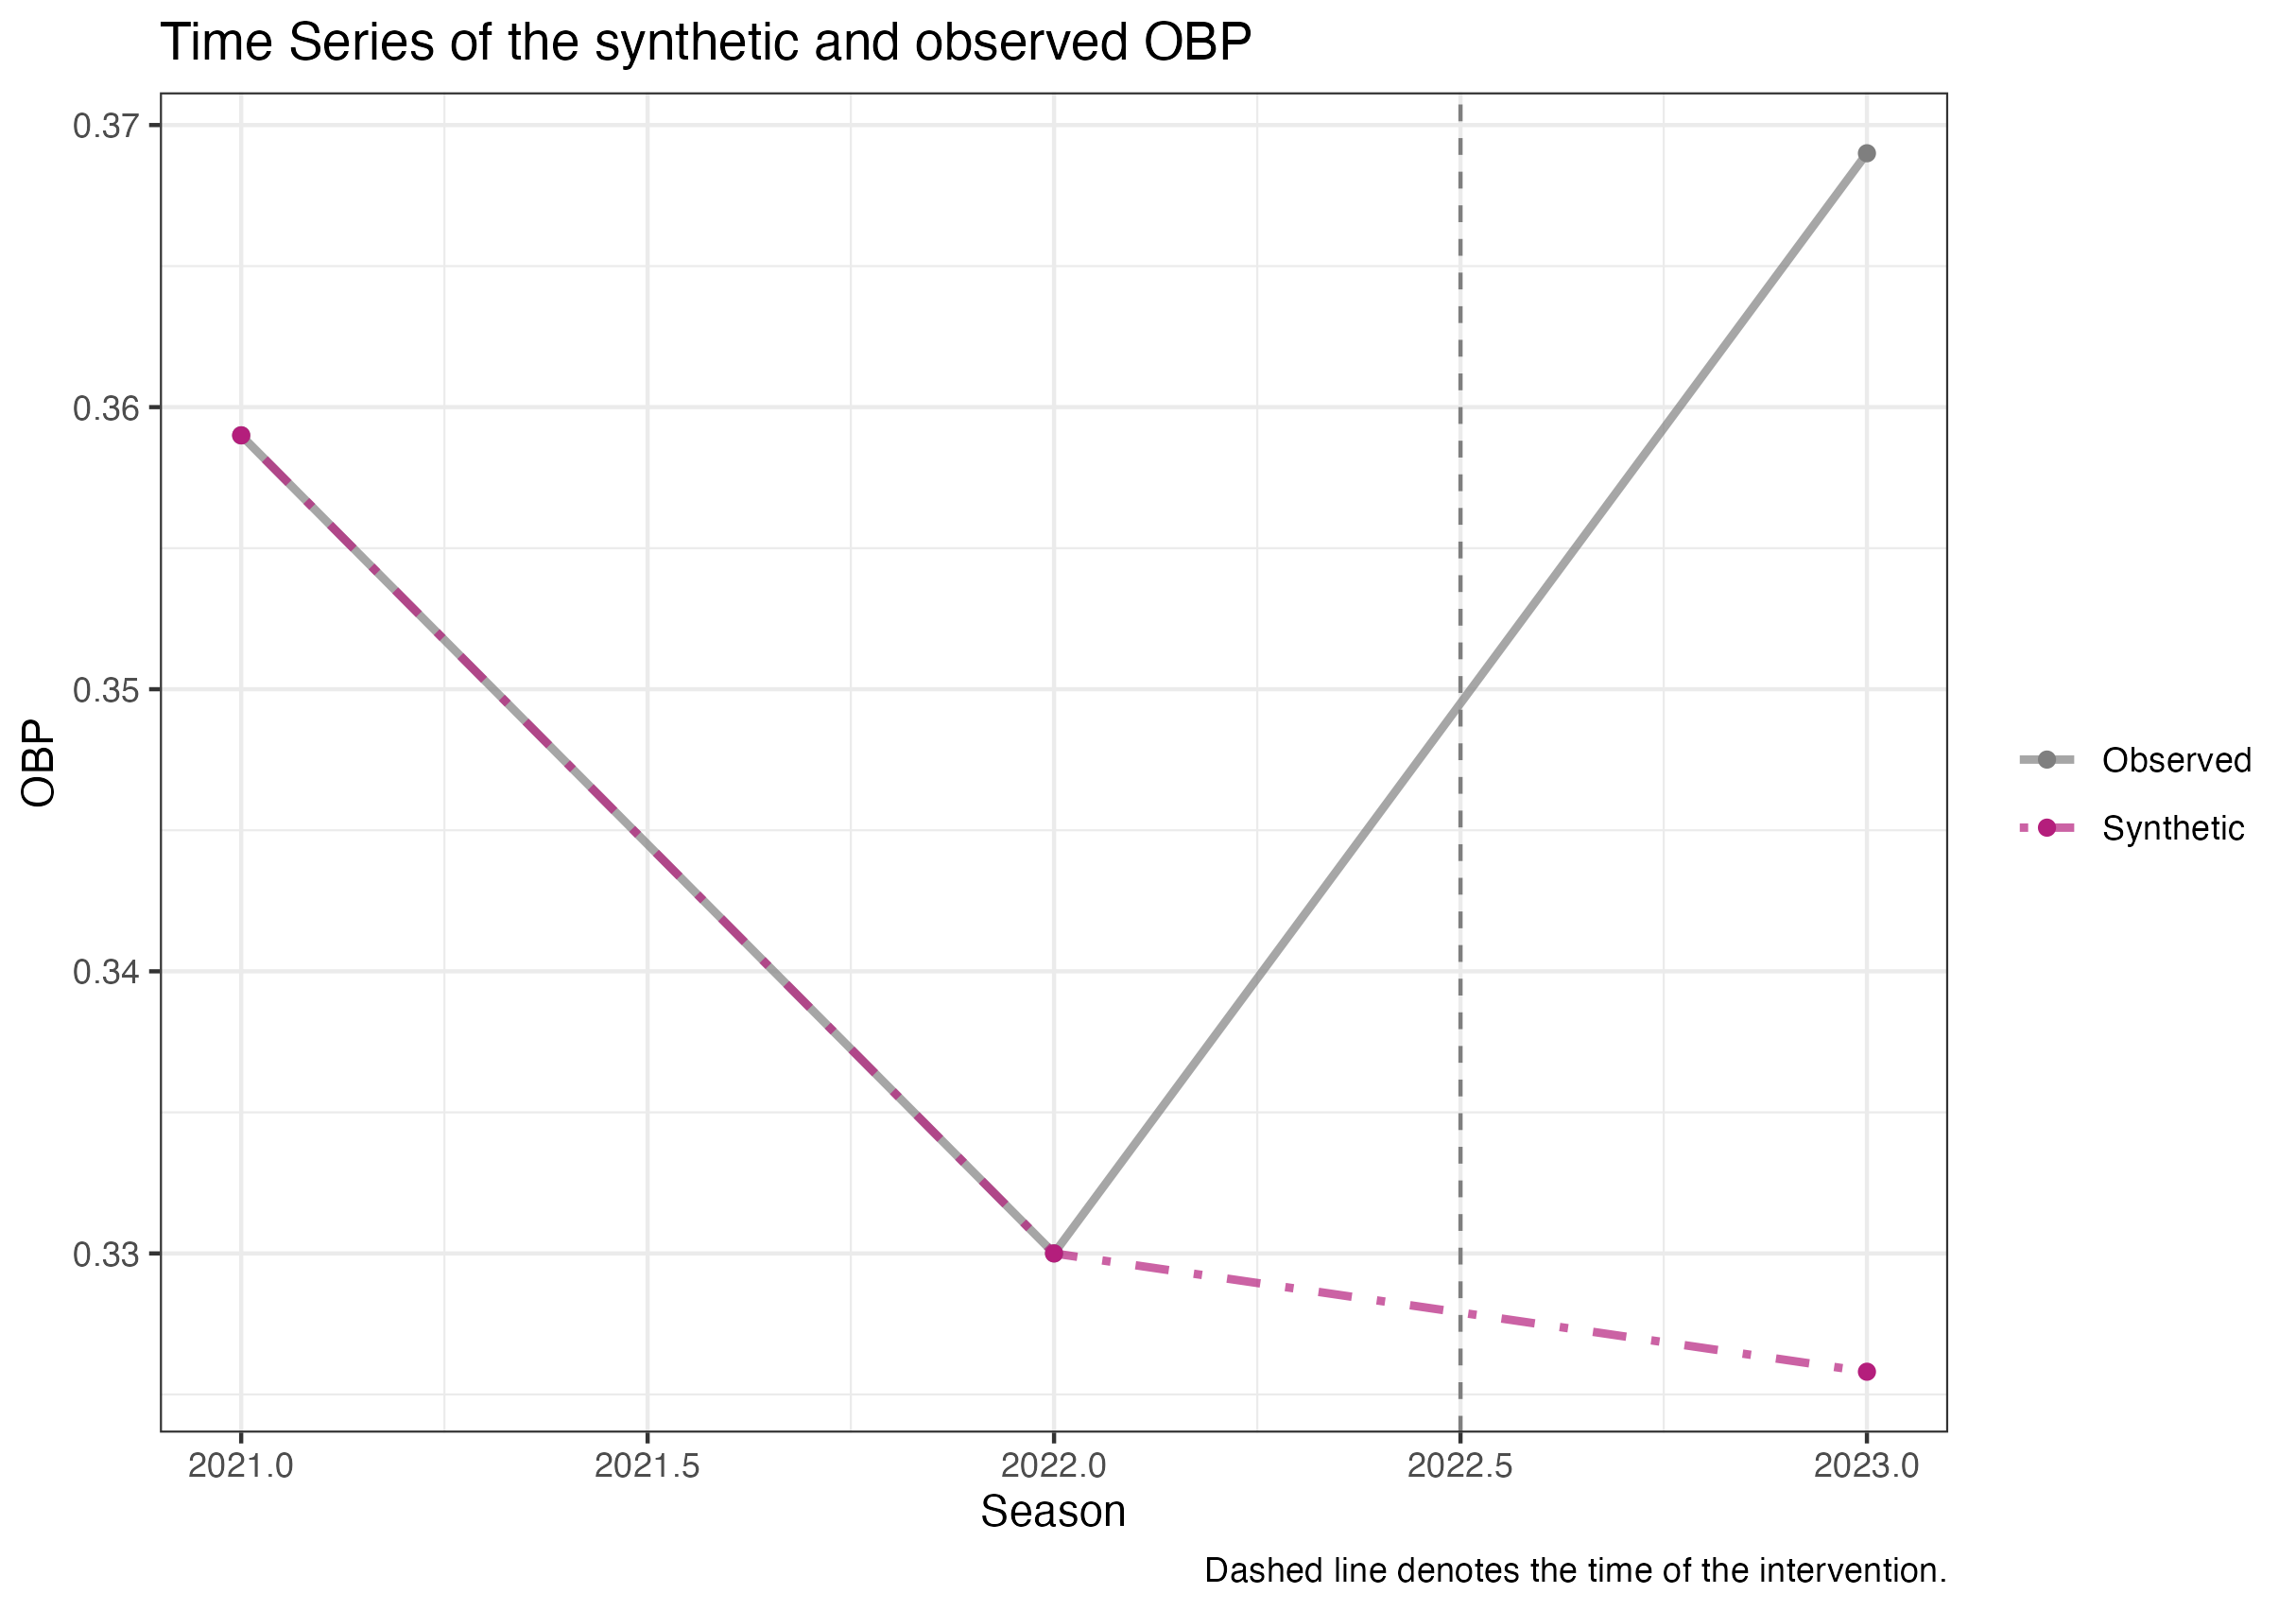 Time Series of the synthetic and observed OBP
0.37
0.36
0.35
0.34
0.33
OBP
2021.0
2021.5
2022.0
2022.5
2023.0
Season
Observed
Synthetic
Dashed line denotes the time of the intervention.